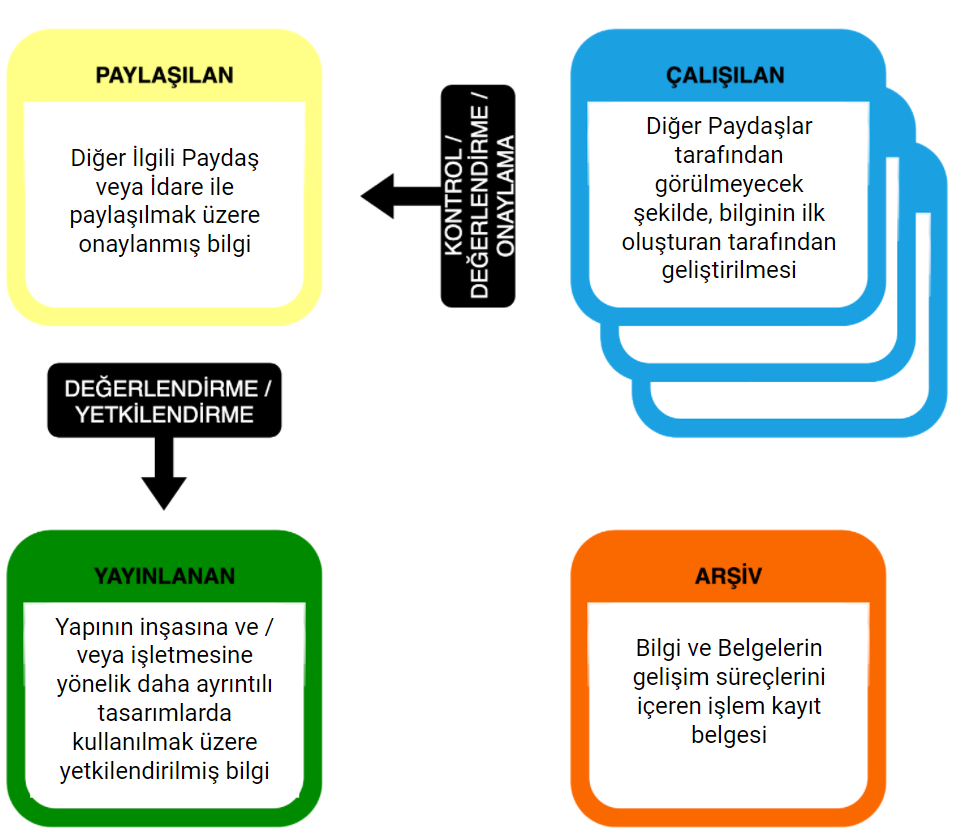 PAYLAŞILAN
Diğer İlgili Paydaş
veya İdare ile
paylaşılmak üzere
onaylanmış bilgi
KONTROL /
DEĞERLENDİRME /
ONAYLAMA
ÇALIŞILAN
Diğer Paydaşlar
tarafından
görülmeyecek
şekilde, bilginin ilk
oluşturan tarafından
geliştirilmesi
DEĞERLENDİRME /
YETKİLENDİRME
YAYINLANAN
Yapının inşasına ve /
veya işletmesine
yönelik daha ayrıntılı
tasarımlarda
kullanılmak üzere
yetkilendirilmiş bilgi
ARŞİV
Bilgi ve Belgelerin
gelişim süreçlerini
içeren işlem kayıt
belgesi